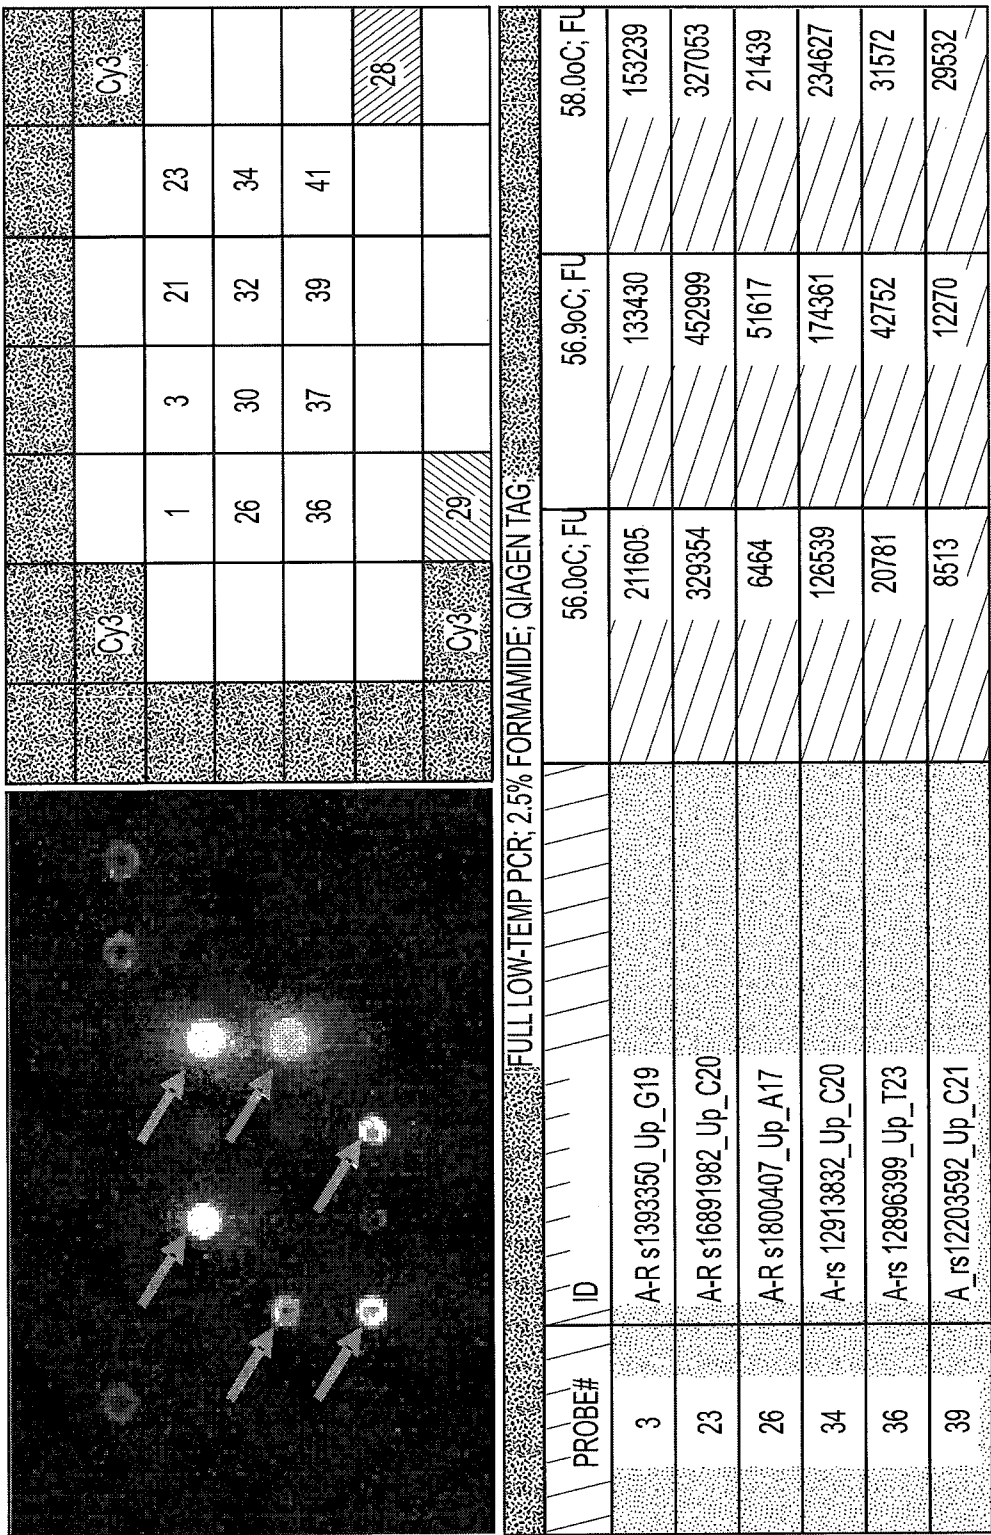 Cy3 Cy3
1 3 21 23
26 30 32 34
36 37 39 41
28
Cy3 29
FULL LOW-TEMP PCR; 2.5% FORMAMIDE; QIAGEN TAG;
PROBE# ID 56.0oC; FU 56.9oC; FU 58.0oC; FU
3 A-R s1393350_Up_G19 211605 133430 153239
23 A-R s16891982_Up_C20 329354 452999 327053
26 A-R s1800407_Up_A17 6464 51617 21439
34 A-rs 12913832_Up_C20 126539 174361 234627
36 A-rs 12896399_Up_T23 20781 42752 31572
39 A_rs12203592_Up_C21 8513 12270 29532